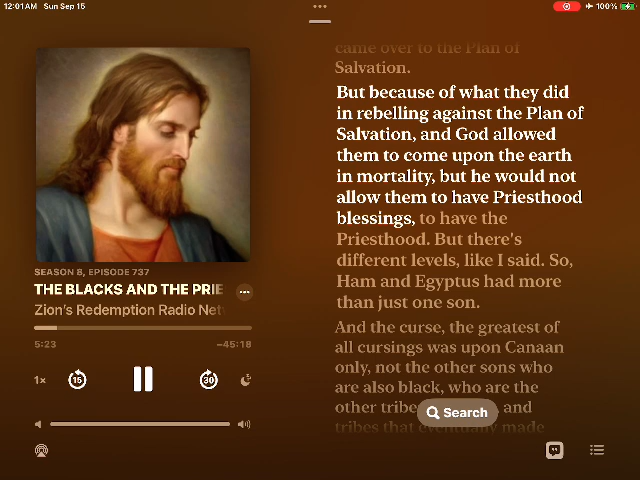 12:01AM Sun Sep 15
100%
came over to the Plan of
Salvation.
But because of what they did
in rebelling against the Plan of
Salvation, and God allowed
them to come upon the earth
in mortality, but he would not
allow them to have Priesthood
blessings, to have the
Priesthood. But there's
different levels, like I said. So,
Ham and Egyptus had more
than just one son.
And the curse, the greatest of
all cursings was upon Canaan
only, not the other sons who
are also black, who are the
other tribe and
tribes that eventually made
Search
SEASON 8, EPISODE 737
THE BLACKS AND THE PRIE
Zion's Redemption Radio Net
5:23
-45:18
1x
15
30